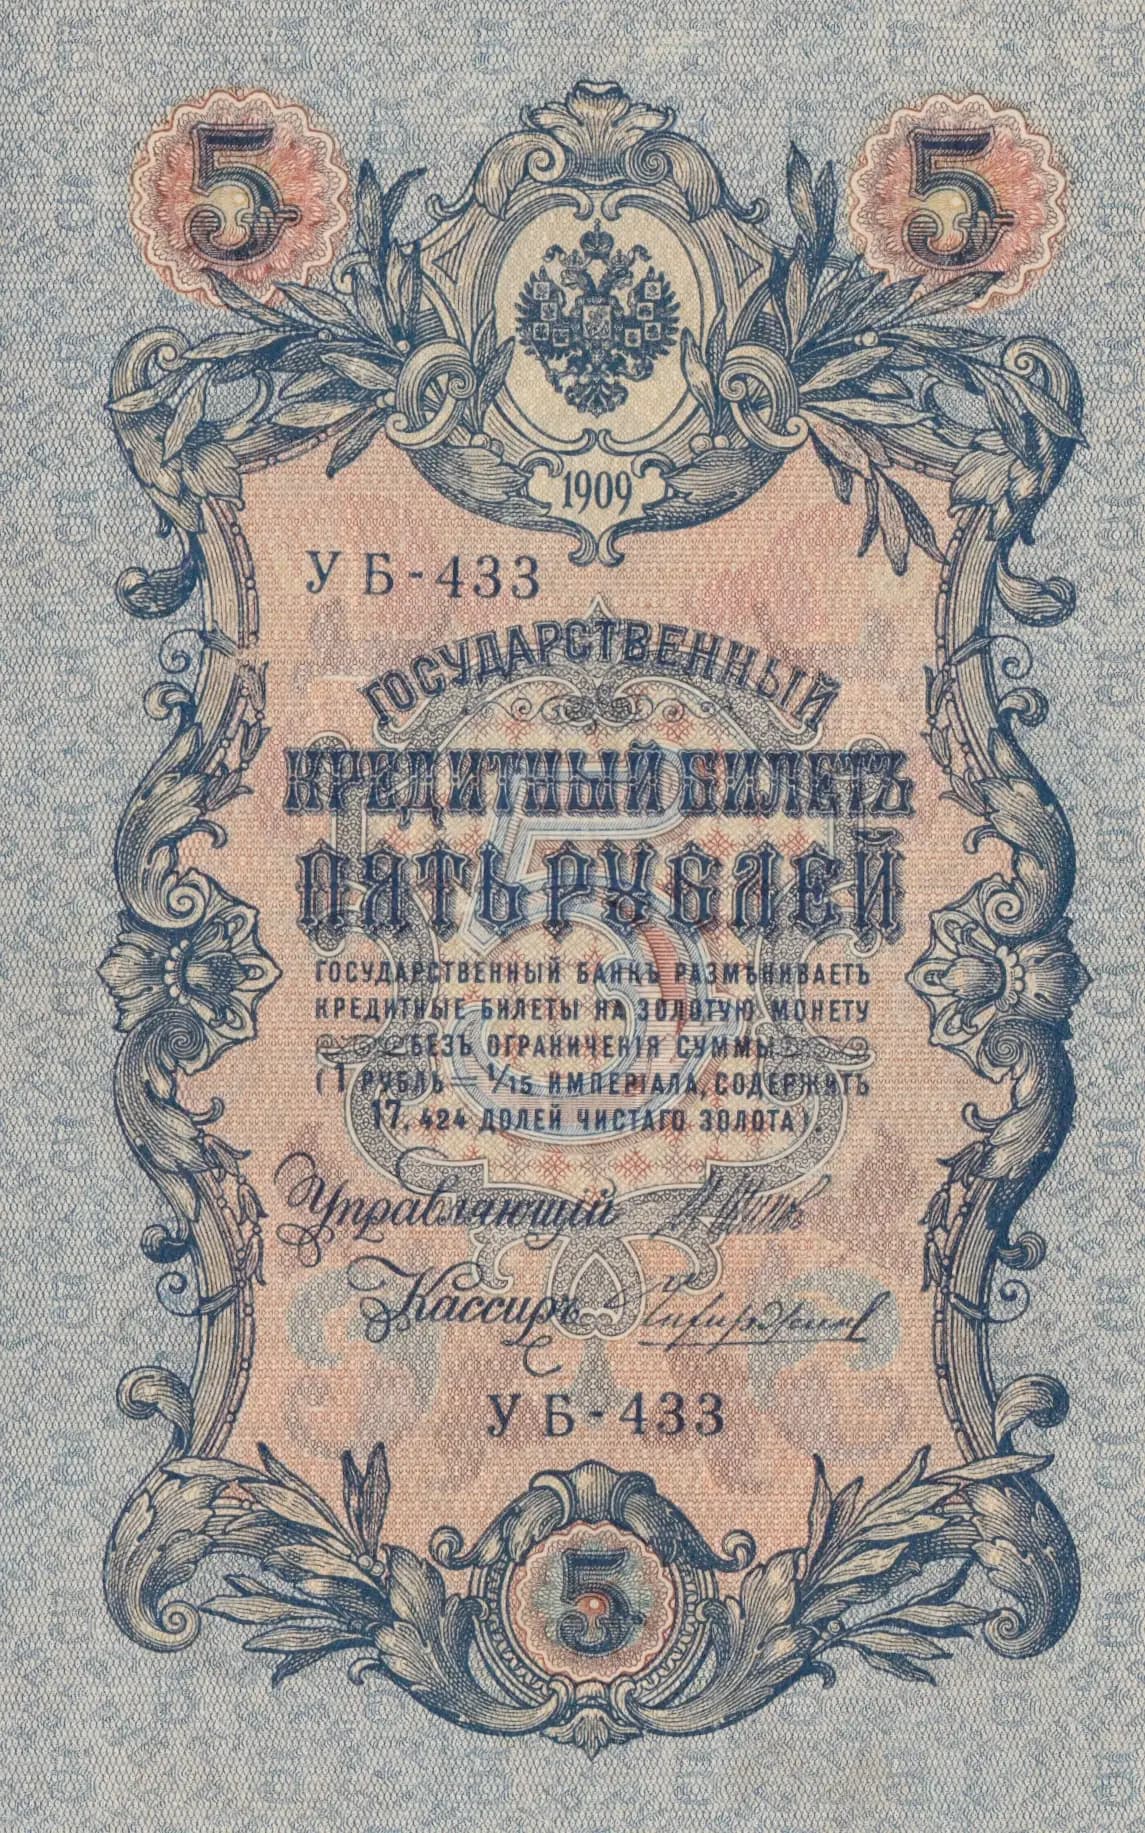 5 5
1909
УБ-433
ГОСУДАРСТВЕННЫЙ
КРЕДИТНЫЙ БИЛЕТЪ
5
ПЯТЬ РУБЛЕЙ
ГОСУДАРСТВЕННЫЙ БАНКЪ РАЗМѢНИВАЕТЪ
КРЕДИТНЫЕ БИЛЕТЫ НА ЗОЛОТУЮ МОНЕТУ
БЕЗЪ ОГРАНИЧЕНІЯ СУММЫ
(1 РУБЛЬ = 1/15 ИМПЕРІАЛА, СОДЕРЖИТЪ
17,424 ДОЛЕЙ ЧИСТАГО ЗОЛОТА).
Управляющій
Кассиръ
УБ-433
5